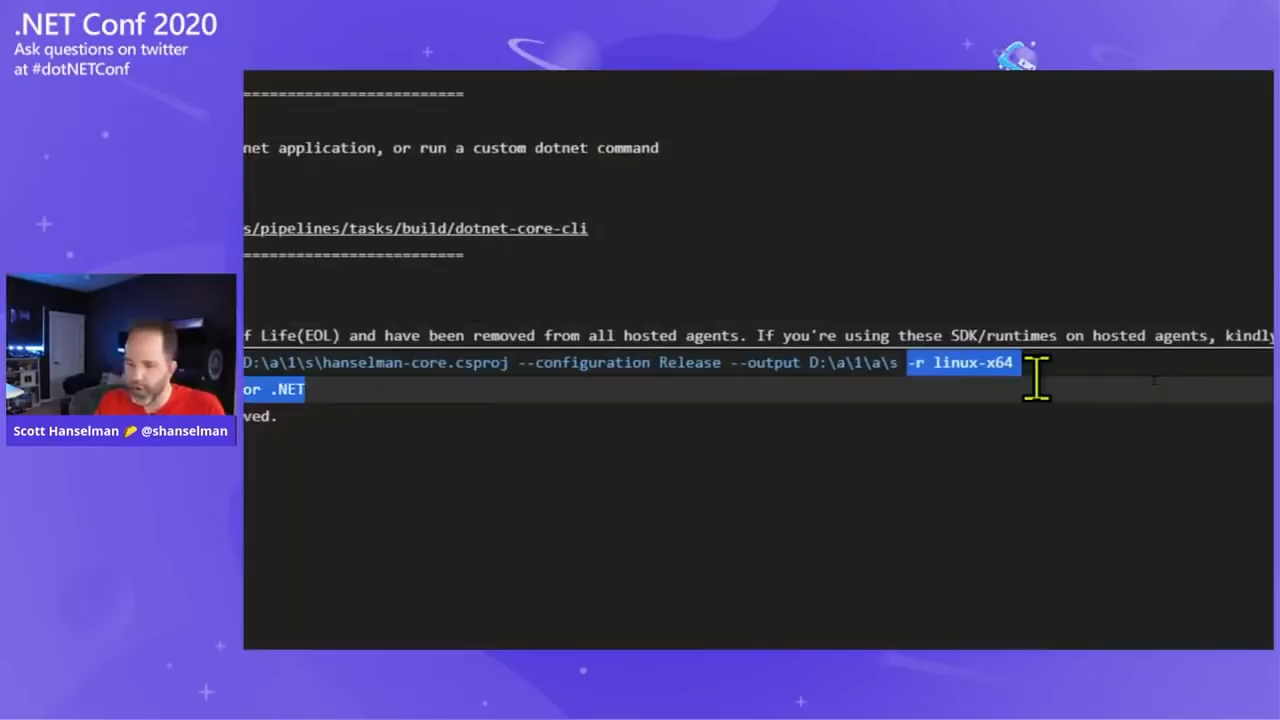 .NET Conf 2020
Ask questions on twitter
at #dotNETConf
=========================
net application, or run a custom dotnet command
s/pipelines/tasks/build/dotnet-core-cli
=========================
f Life(EOL) and have been removed from all hosted agents. If you're using these SDK/runtimes on hosted agents, kindly
D:\a\1\s\hanselman-core.csproj --configuration Release --output D:\a\1\a\s -r linux-x64
or .NET
ved.
Scott Hanselman 🌮 @shanselman